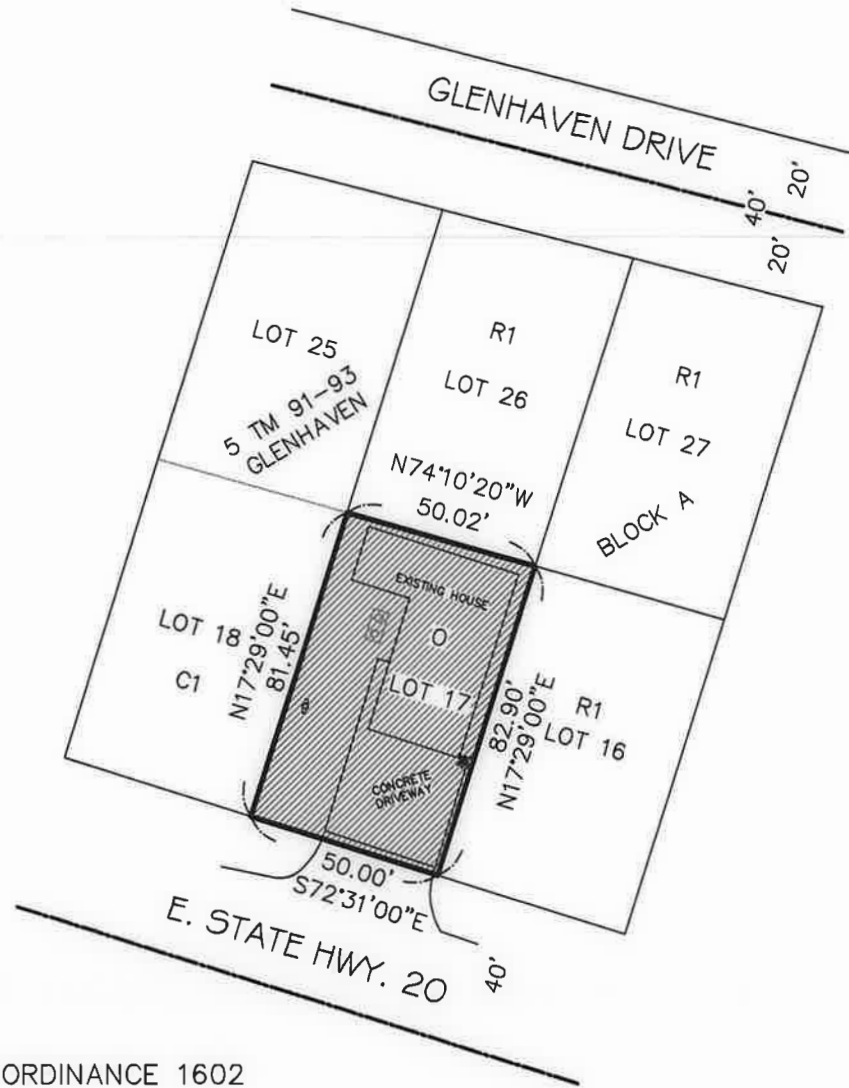 GLENHAVEN DRIVE
20'
40'
20'
LOT 25
R1
LOT 26
R1
LOT 27
5 TM 91-93
GLENHAVEN
BLOCK A
N74°10'20"W
50.02'
EXISTING HOUSE
O
LOT 17
LOT 18
C1
N17°29'00"E
81.45'
82.90'
N17°29'00"E
R1
LOT 16
CONCRETE
DRIVEWAY
50.00'
S72°31'00"E
E. STATE HWY. 20
40'
ORDINANCE 1602